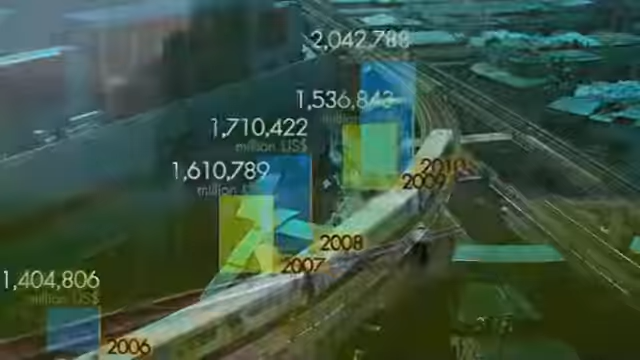 2,042,788
1,536,843
million
1,710,422
million US$
1,610,789
million
2010
2009
2008
2007
1,404,806
million US$
2006